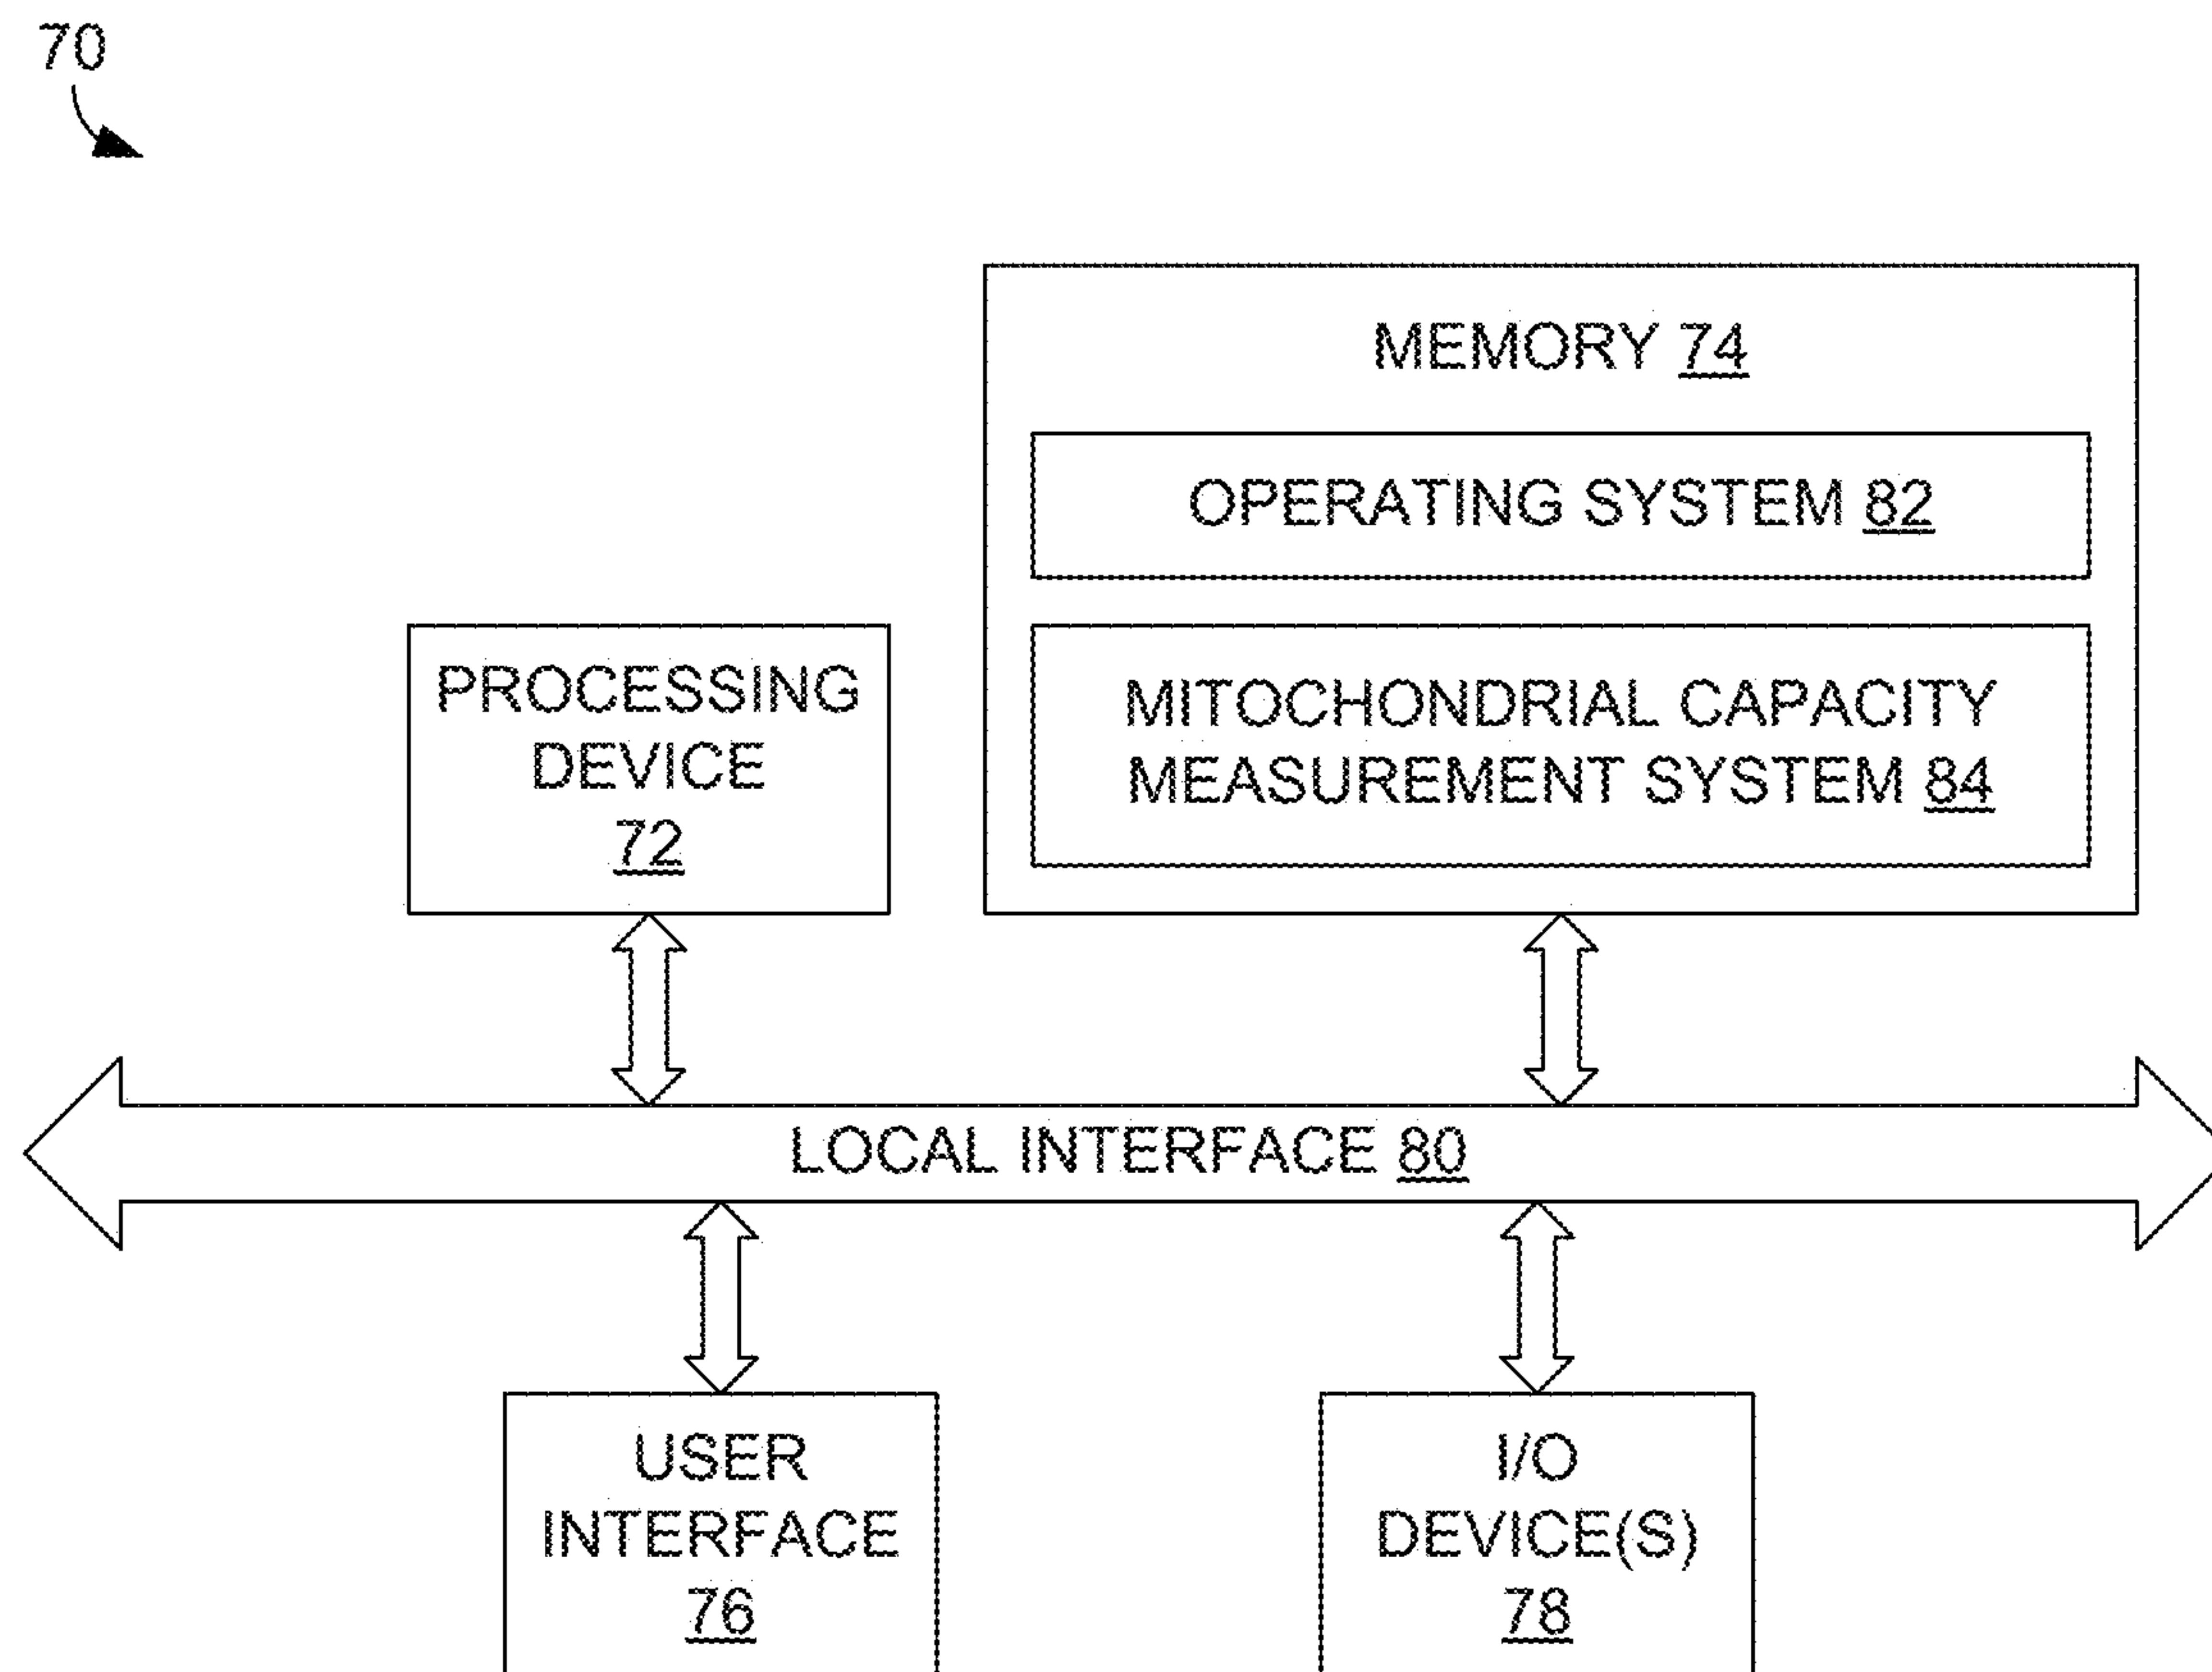 70
MEMORY 74
OPERATING SYSTEM 82
MITOCHONDRIAL CAPACITY
MEASUREMENT SYSTEM 84
PROCESSING
DEVICE
72
LOCAL INTERFACE 80
USER
INTERFACE
76
I/O
DEVICE(S)
78